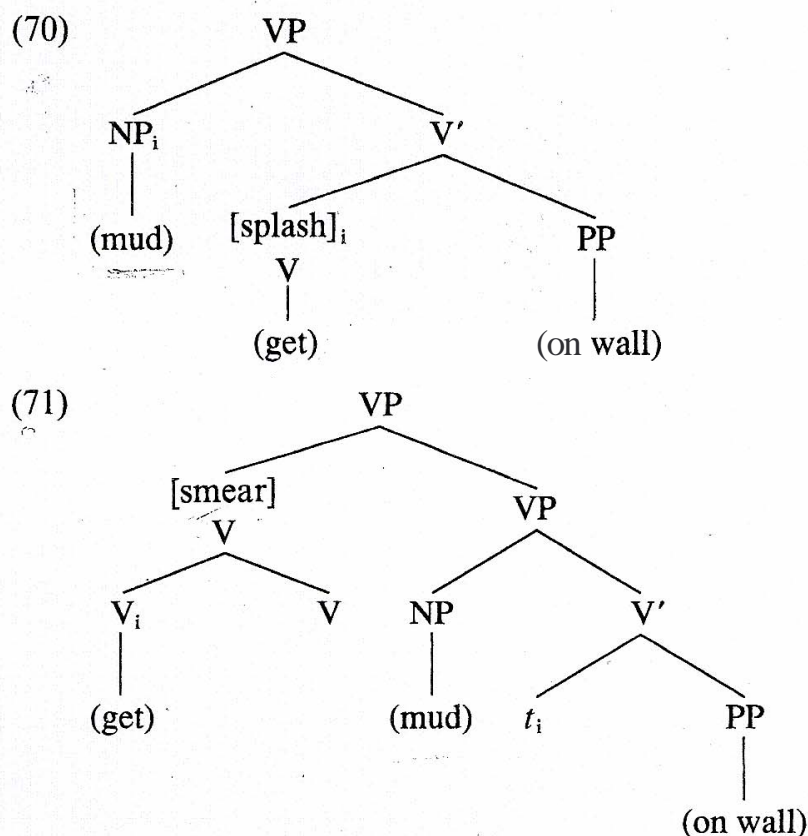 (70) VP
NPᵢ V′
(mud) [splash]ᵢ PP
V
(get) (on wall)
(71) VP
[smear] VP
V
Vᵢ V NP V′
(get) (mud) tᵢ PP
(on wall)